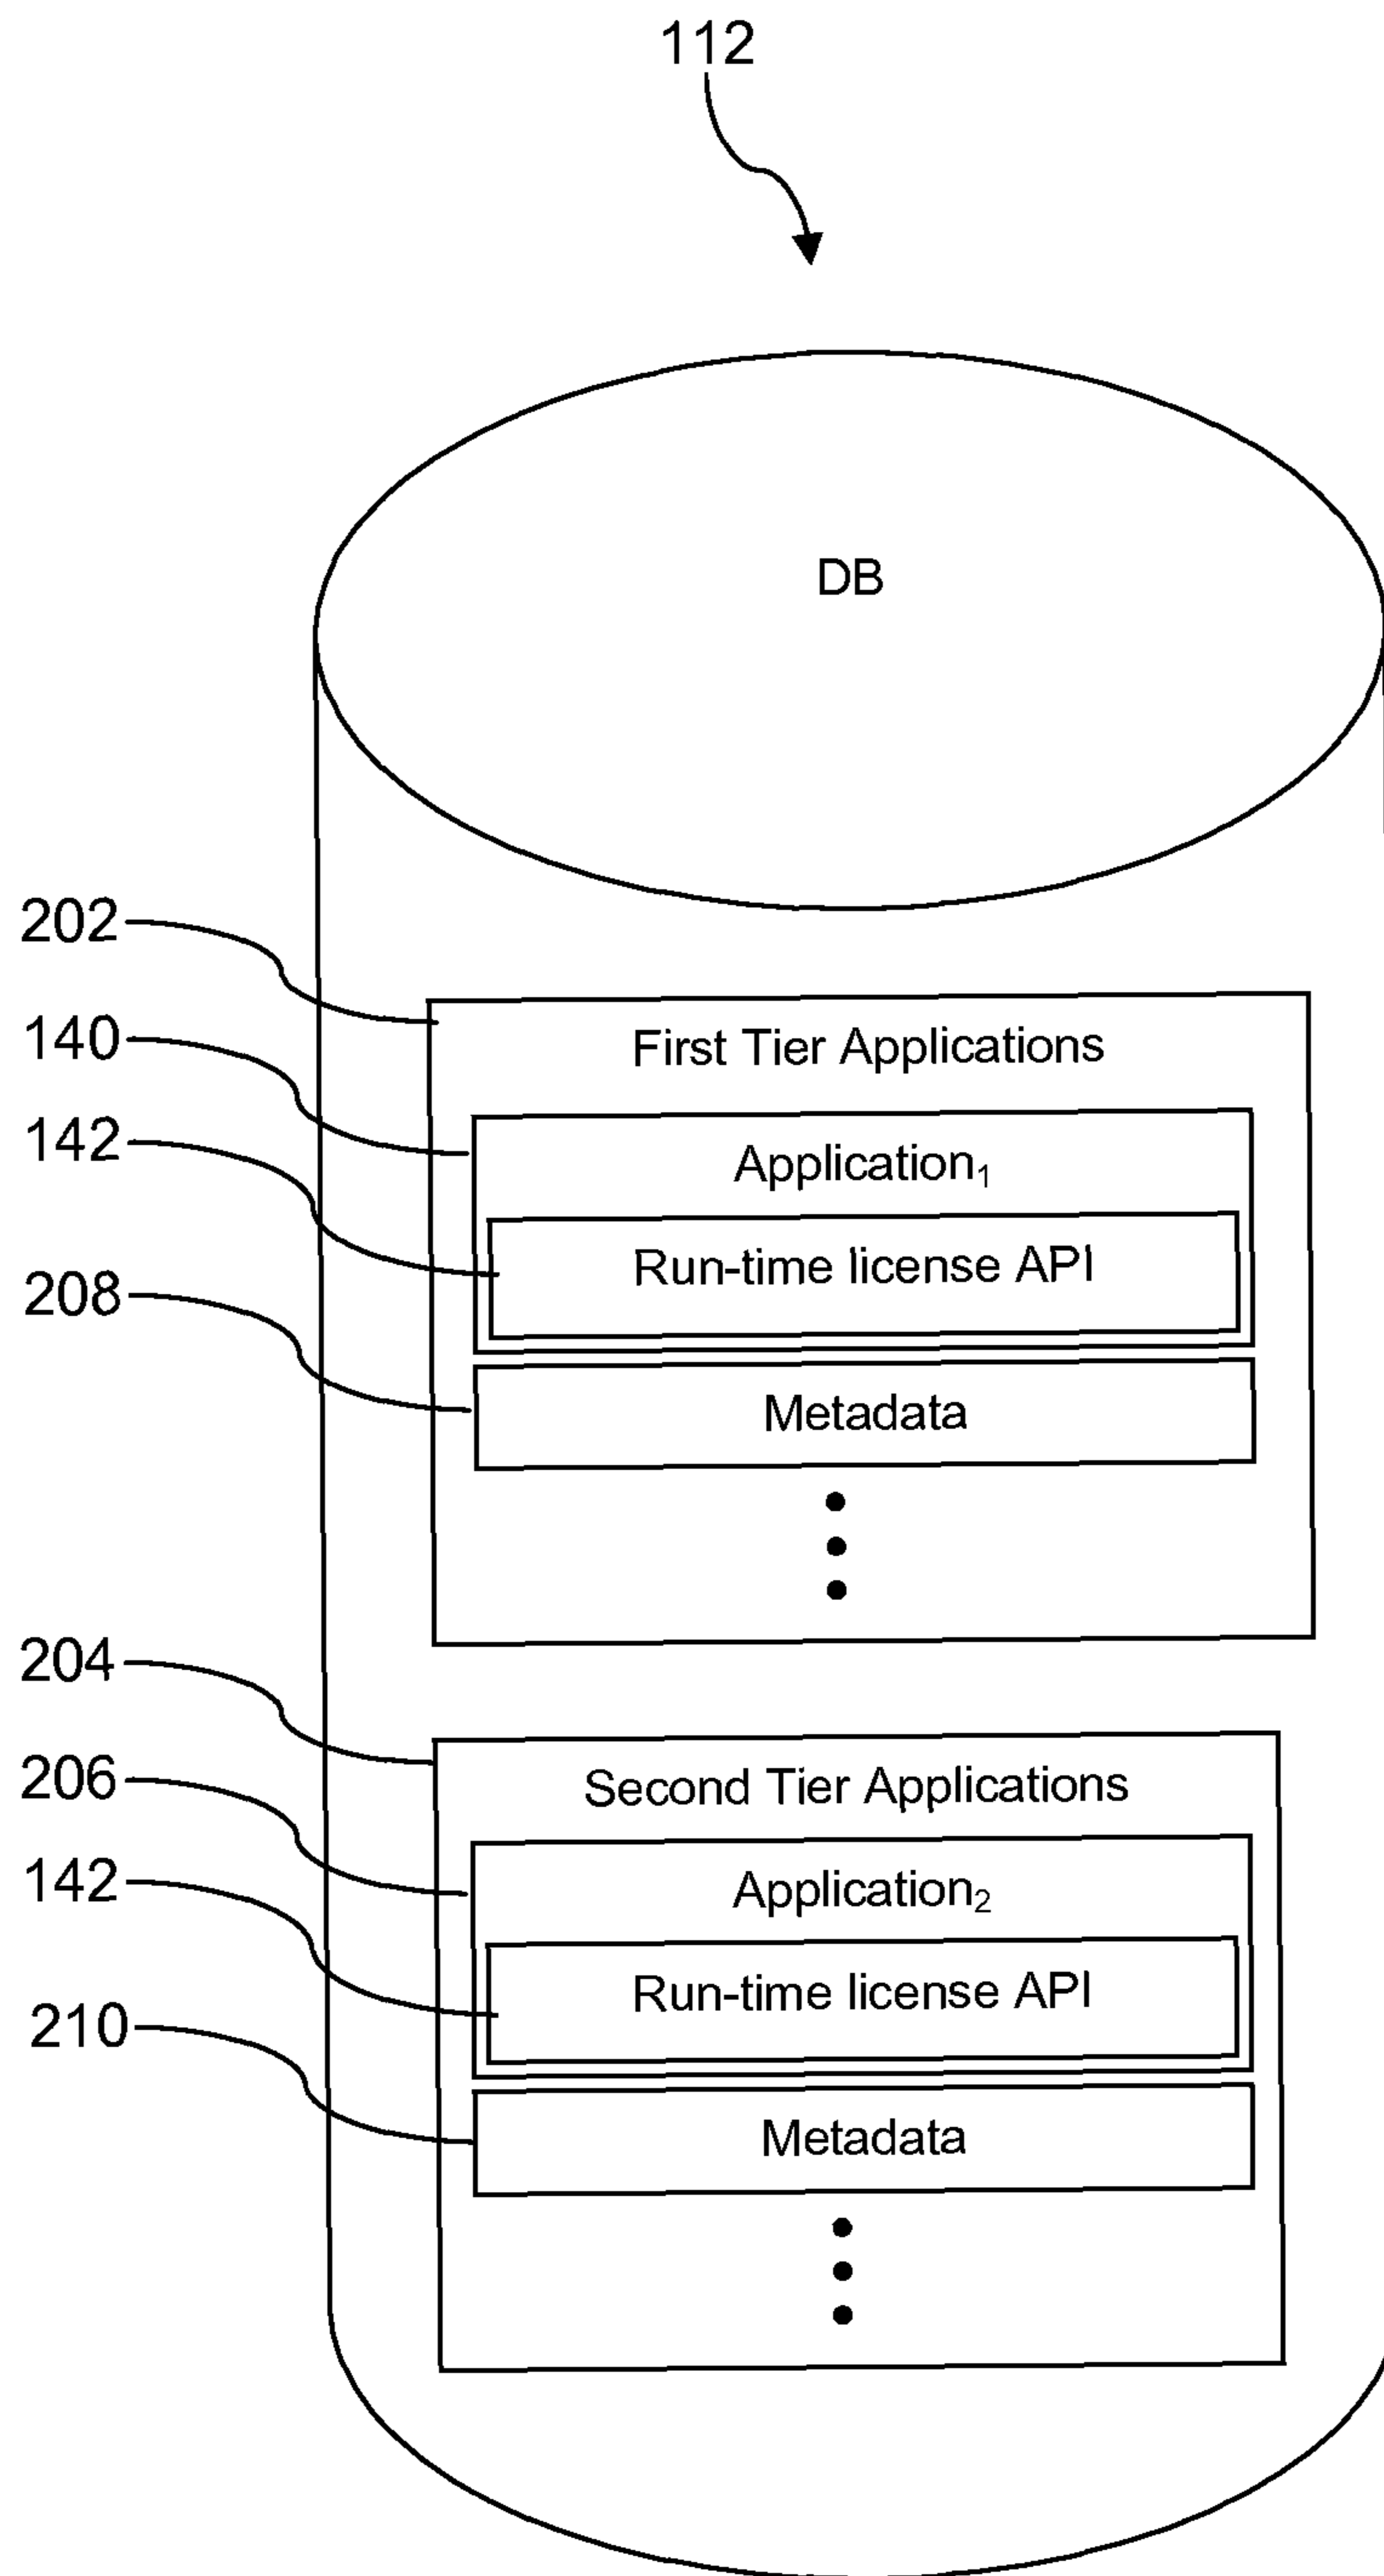 112
DB
202
First Tier Applications
140
Application₁
142
Run-time license API
208
Metadata
204
Second Tier Applications
206
Application₂
142
Run-time license API
210
Metadata